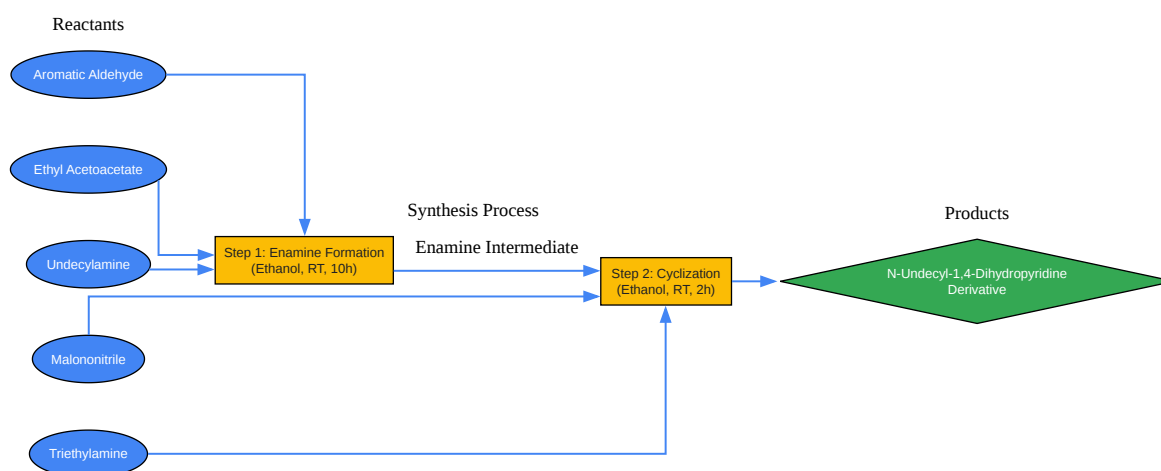 Reactants
Aromatic Aldehyde
Ethyl Acetoacetate
Undecylamine
Malononitrile
Triethylamine
Synthesis Process
Step 1: Enamine Formation
(Ethanol, RT, 10h)
Enamine Intermediate
Step 2: Cyclization
(Ethanol, RT, 2h)
Products
N-Undecyl-1,4-Dihydropyridine
Derivative